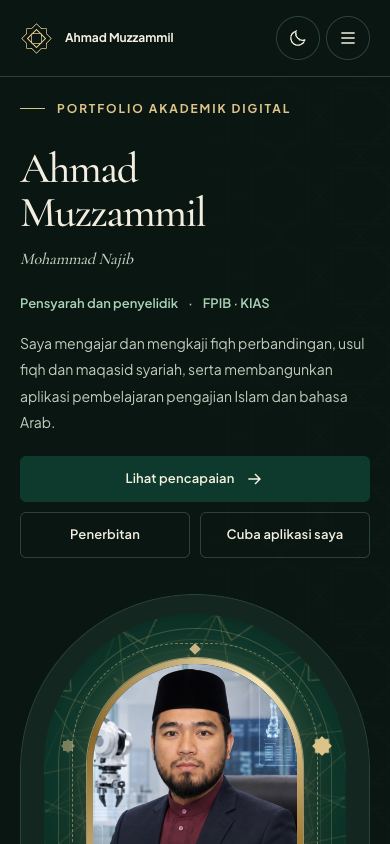 Ahmad Muzzammil
PORTFOLIO AKADEMIK DIGITAL
Ahmad
Muzzammil
Mohammad Najib
Pensyarah dan penyelidik · FPIB · KIAS
Saya mengajar dan mengkaji fiqh perbandingan, usul
fiqh dan maqasid syariah, serta membangunkan
aplikasi pembelajaran pengajian Islam dan bahasa
Arab.
Lihat pencapaian →
Penerbitan
Cuba aplikasi saya